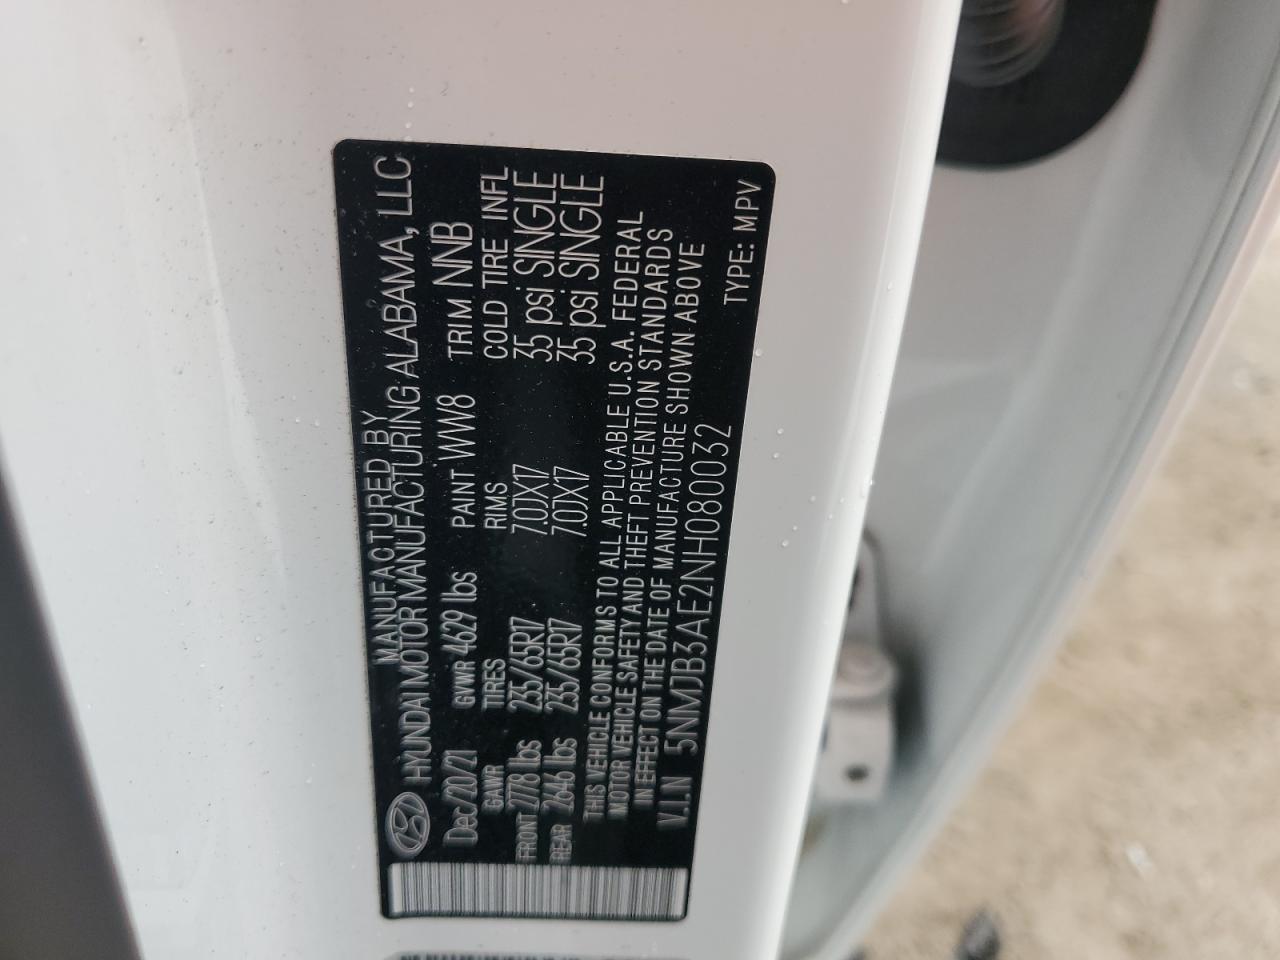 MANUFACTURED BY
HYUNDAI MOTOR MANUFACTURING ALABAMA, LLC
Dec/20/21 GVWR 4629 lbs PAINT WW8 TRIM NNB
GAWR TIRES RIMS COLD TIRE INFL
FRONT 2778 lbs 235/65R17 7.0JX17 35 psi SINGLE
REAR 2646 lbs 235/65R17 7.0JX17 35 psi SINGLE
THIS VEHICLE CONFORMS TO ALL APPLICABLE U.S.A. FEDERAL
MOTOR VEHICLE SAFETY AND THEFT PREVENTION STANDARDS
IN EFFECT ON THE DATE OF MANUFACTURE SHOWN ABOVE
V.I.N 5NMJB3AE2NH080032 TYPE: MPV